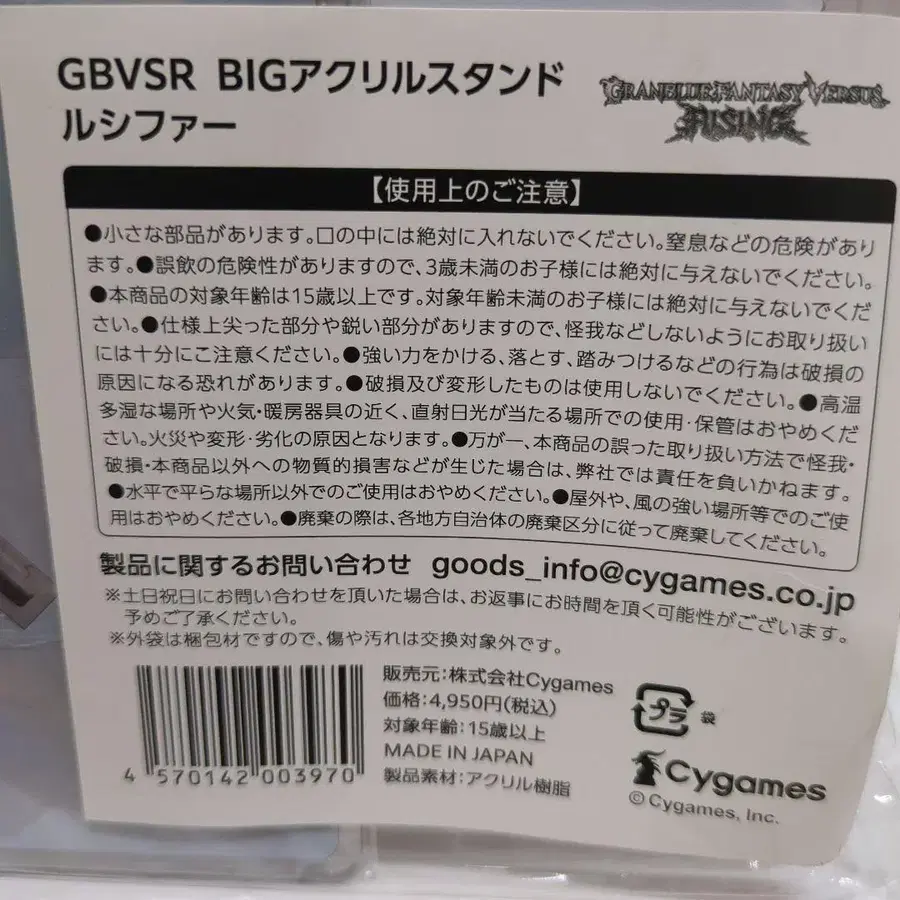 GBVSR BIGアクリルスタンド
ルシファー
GRANBLUE FANTASY VERSUS
RISING
【使用上のご注意】
●小さな部品があります。口の中には絶対に入れないでください。窒息などの危険があり
ます。●誤飲の危険性がありますので、3歳未満のお子様には絶対に与えないでください。
●本商品の対象年齢は15歳以上です。対象年齢未満のお子様には絶対に与えないでくだ
さい。●仕様上尖った部分や鋭い部分がありますので、怪我などしないようにお取り扱い
には十分にご注意ください。●強い力をかける、落とす、踏みつけるなどの行為は破損の
原因になる恐れがあります。●破損及び変形したものは使用しないでください。●高温
多湿な場所や火気・暖房器具の近く、直射日光が当たる場所での使用・保管はおやめくだ
さい。火災や変形・劣化の原因となります。●万が一、本商品の誤った取り扱い方法で怪我・
破損・本商品以外への物質的損害などが生じた場合は、弊社では責任を負いかねます。
●水平で平らな場所以外でのご使用はおやめください。●屋外や、風の強い場所等でのご使
用はおやめください。●廃棄の際は、各地方自治体の廃棄区分に従って廃棄してください。
製品に関するお問い合わせ goods_info@cygames.co.jp
※土日祝日にお問い合わせを頂いた場合は、お返事にお時間を頂く可能性がございます。
予めご了承ください。
※外袋は梱包材ですので、傷や汚れは交換対象外です。
販売元:株式会社Cygames
価格:4,950円(税込)
対象年齢:15歳以上
MADE IN JAPAN
製品素材:アクリル樹脂
4 570142 003970
プラ 袋
Cygames
© Cygames, Inc.